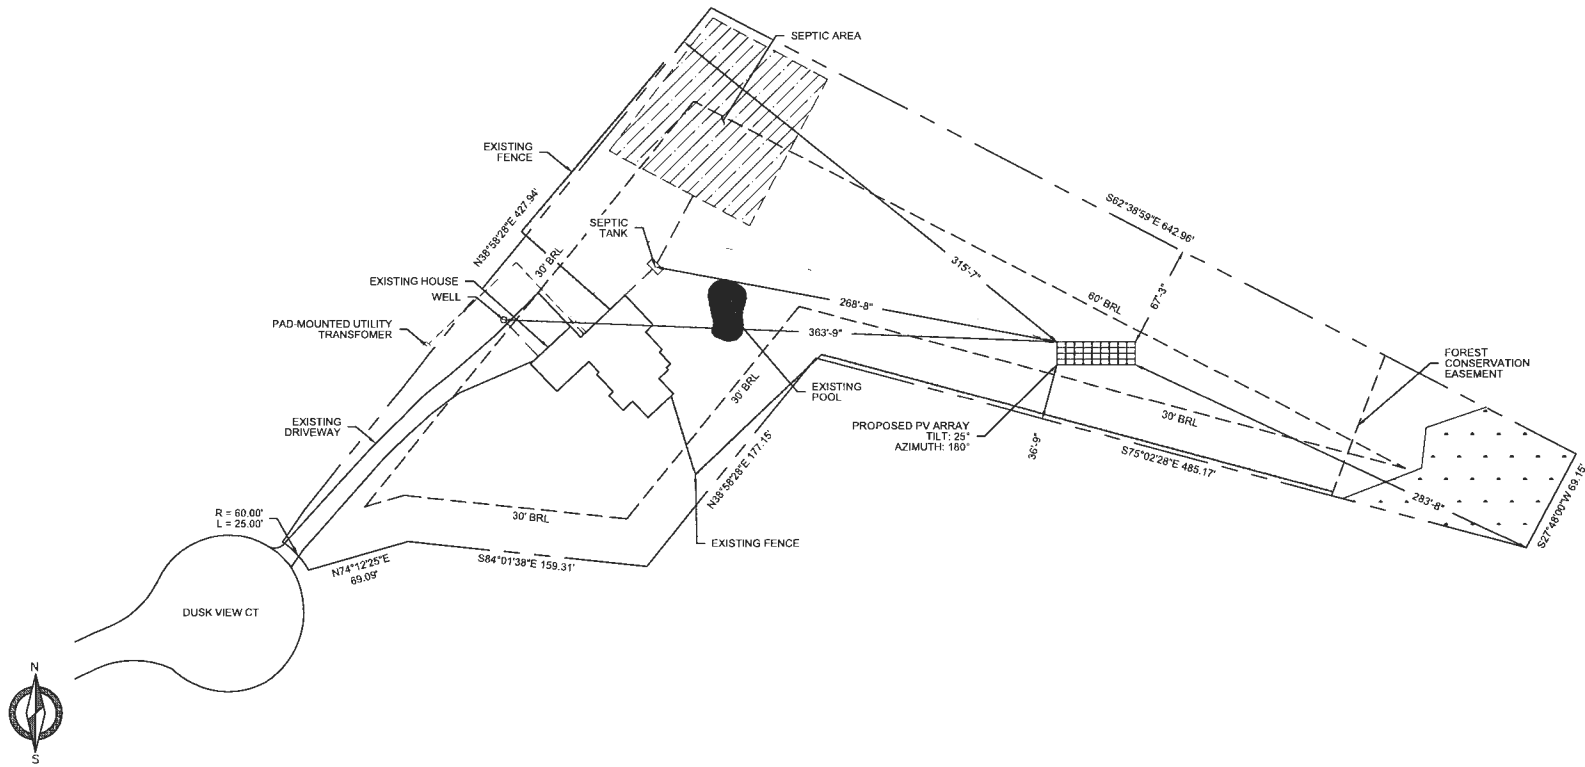 SEPTIC AREA
EXISTING
FENCE
N38°58'28"E 427.94'
SEPTIC
TANK
30' BRL
EXISTING HOUSE
WELL
PAD-MOUNTED UTILITY
TRANSFOMER
S62°38'59"E 642.96'
315'-7"
268'-8"
363'-9"
60' BRL
67'-3"
FOREST
CONSERVATION
EASEMENT
30' BRL
EXISTING
POOL
EXISTING
DRIVEWAY
PROPOSED PV ARRAY
TILT: 25°
AZIMUTH: 180°
36'-9"
30' BRL
S75°02'28"E 485.17'
283'-8"
S27°48'00"W 69.15'
N38°58'28"E 177.15'
R = 60.00'
L = 25.00'
30' BRL
EXISTING FENCE
N74°12'25"E
69.09'
S84°01'38"E 159.31'
DUSK VIEW CT
N
S